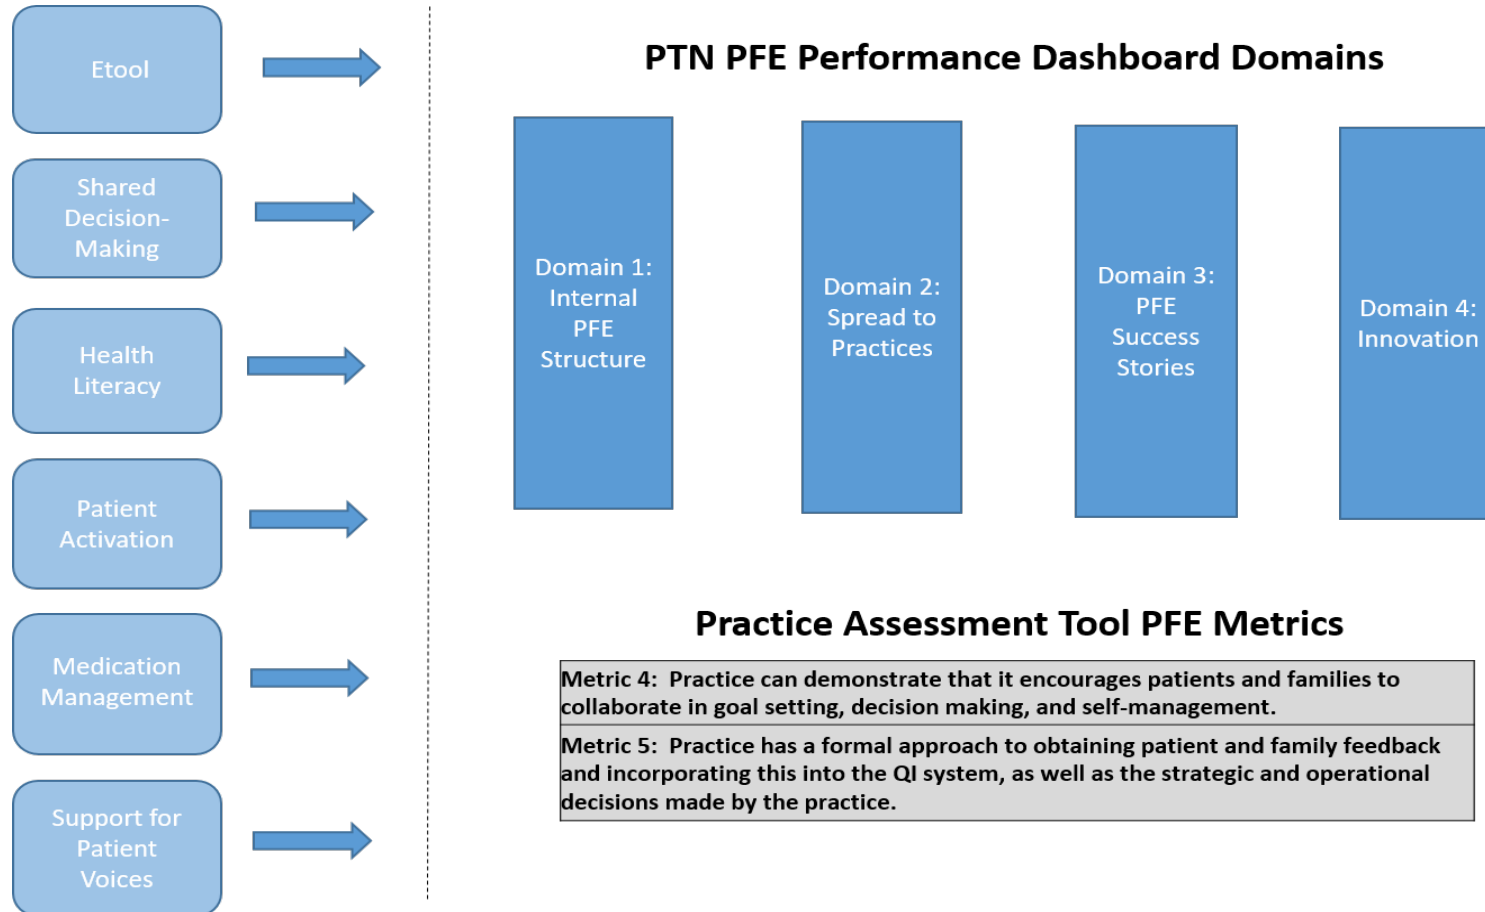 Etool
Shared
Decision-
Making
Health
Literacy
Patient
Activation
Medication
Management
Support for
Patient
Voices
PTN PFE Performance Dashboard Domains
Domain 1:
Internal
PFE
Structure
Domain 2:
Spread to
Practices
Domain 3:
PFE
Success
Stories
Domain 4:
Innovation
Practice Assessment Tool PFE Metrics
Metric 4:  Practice can demonstrate that it encourages patients and families to
collaborate in goal setting, decision making, and self-management.
Metric 5:  Practice has a formal approach to obtaining patient and family feedback
and incorporating this into the QI system, as well as the strategic and operational
decisions made by the practice.